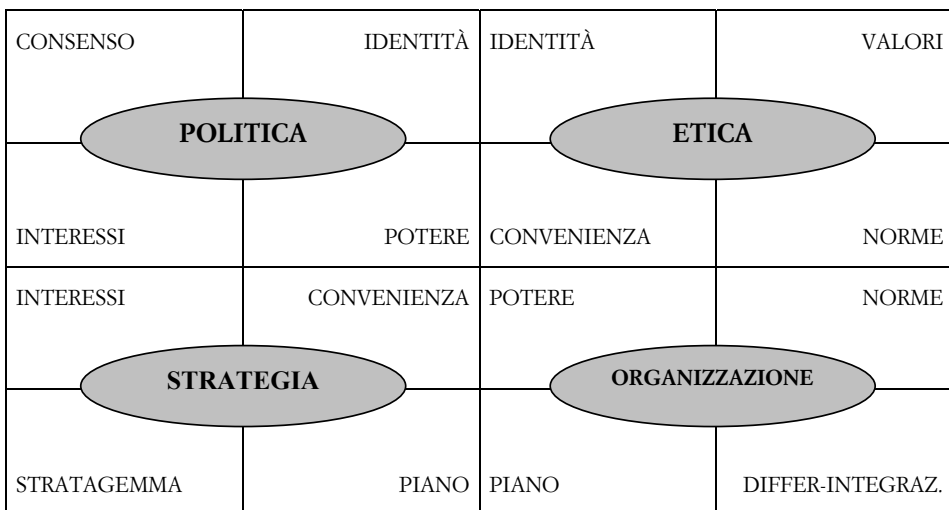 CONSENSO IDENTITÀ IDENTITÀ VALORI
POLITICA ETICA
INTERESSI POTERE CONVENIENZA NORME
INTERESSI CONVENIENZA POTERE NORME
STRATEGIA ORGANIZZAZIONE
STRATAGEMMA PIANO PIANO DIFFER-INTEGRAZ.